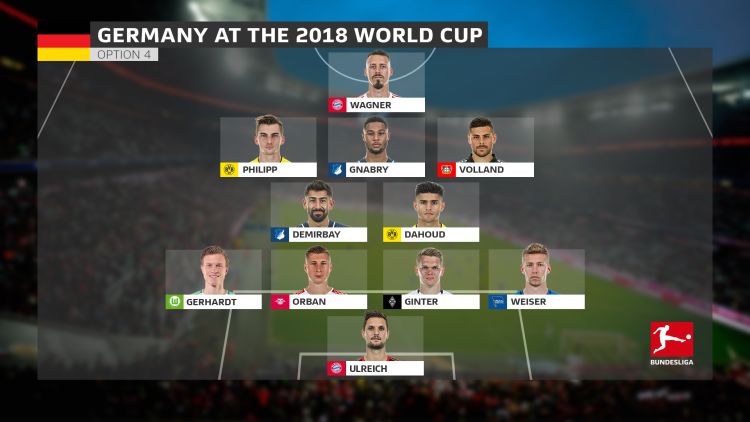 GERMANY AT THE 2018 WORLD CUP
OPTION 4
WAGNER
PHILIPP
GNABRY
VOLLAND
DEMIRBAY
DAHOUD
GERHARDT
ORBAN
GINTER
WEISER
ULREICH
BUNDESLIGA